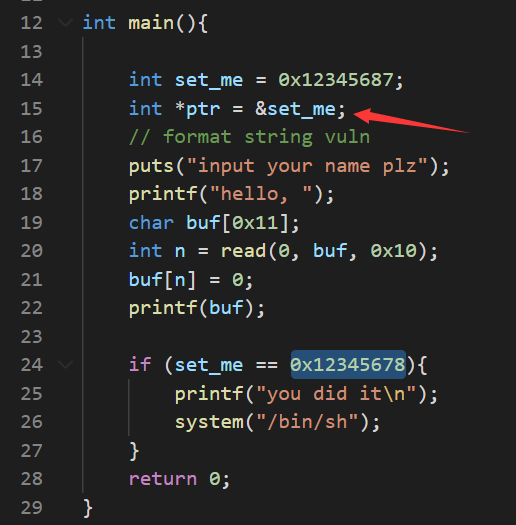 12 int main(){
13
14     int set_me = 0x12345687;
15     int *ptr = &set_me;
16     // format string vuln
17     puts("input your name plz");
18     printf("hello, ");
19     char buf[0x11];
20     int n = read(0, buf, 0x10);
21     buf[n] = 0;
22     printf(buf);
23
24     if (set_me == 0x12345678){
25         printf("you did it\n");
26         system("/bin/sh");
27     }
28     return 0;
29 }